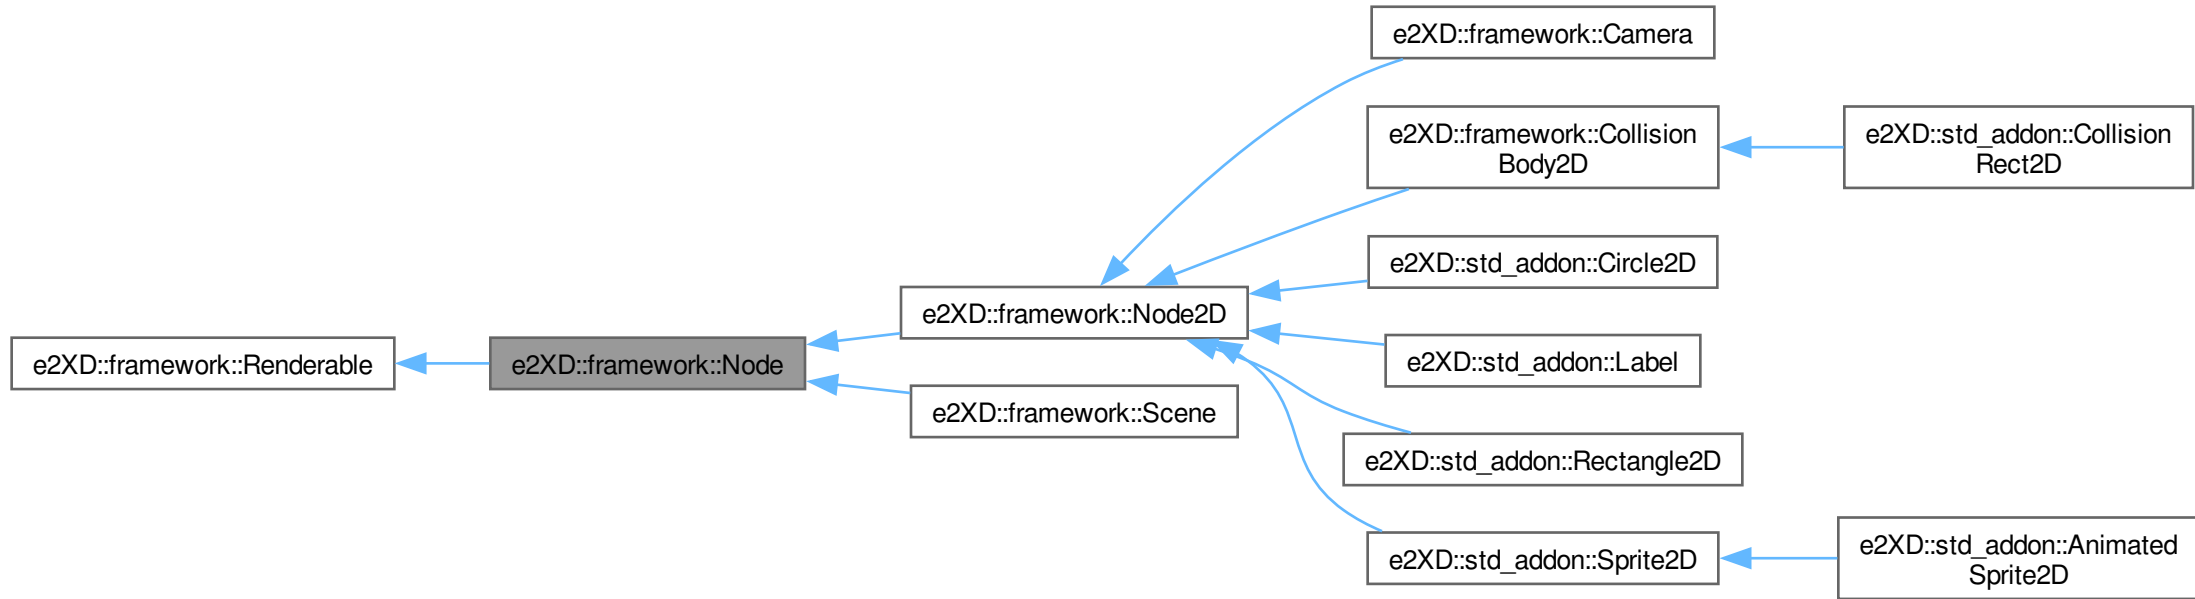 e2XD::framework::Renderable
e2XD::framework::Node
e2XD::framework::Node2D
e2XD::framework::Scene
e2XD::framework::Camera
e2XD::framework::Collision
Body2D
e2XD::std_addon::Circle2D
e2XD::std_addon::Label
e2XD::std_addon::Rectangle2D
e2XD::std_addon::Sprite2D
e2XD::std_addon::Collision
Rect2D
e2XD::std_addon::Animated
Sprite2D